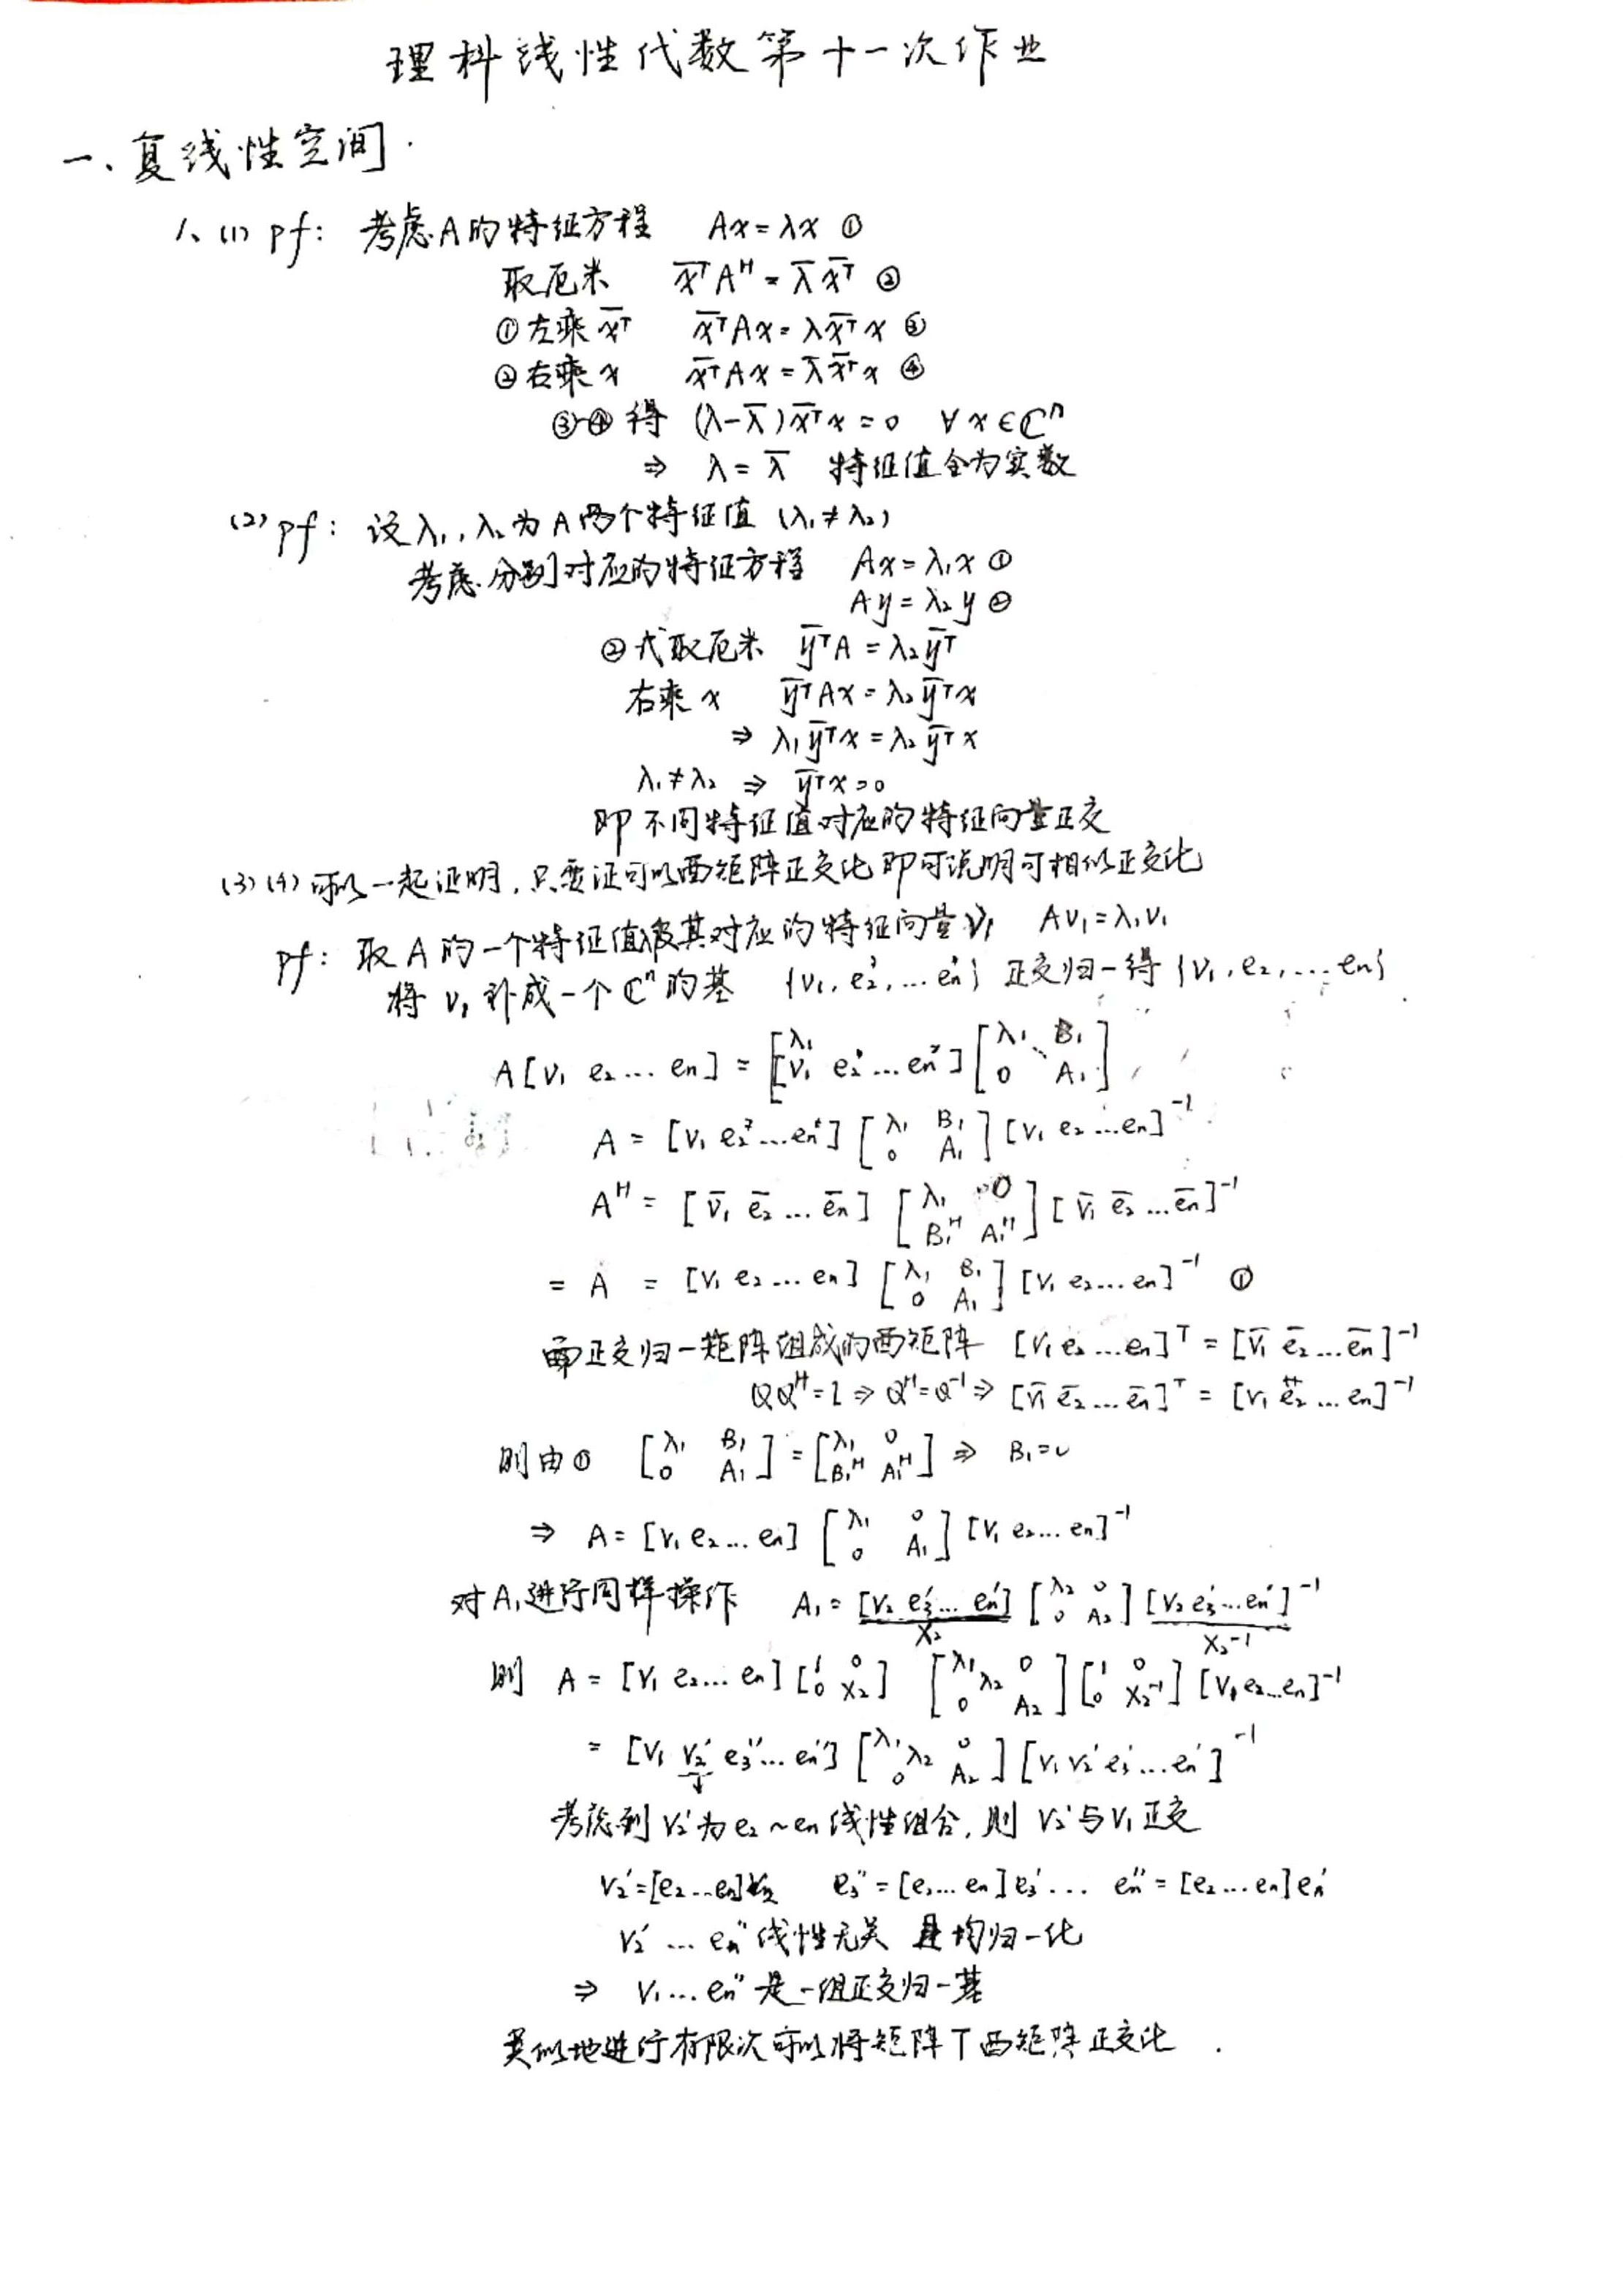 理科线性代数第十一次作业
一、复线性空间.
1、(1) pf: 考虑A的特征方程 Ax=λx ①
取厄米 x̄ᵀAᴴ=λ̄x̄ᵀ ②
①左乘x̄ᵀ x̄ᵀAx=λx̄ᵀx ③
②右乘x x̄ᵀAx=λ̄x̄ᵀx ④
③-④得 (λ-λ̄)x̄ᵀx=0 ∀x∈ℂⁿ
⇒ λ=λ̄ 特征值全为实数
(2) pf: 设λ₁,λ₂为A两个特征值 (λ₁≠λ₂)
考虑分别对应的特征方程 Ax=λ₁x ①
Ay=λ₂y ②
②式取厄米 ȳᵀA=λ₂ȳᵀ
右乘x ȳᵀAx=λ₂ȳᵀx
⇒ λ₁ȳᵀx=λ₂ȳᵀx
λ₁≠λ₂ ⇒ ȳᵀx=0
即不同特征值对应的特征向量正交
(3)(4)可以一起证明,只要证可以酉矩阵正交化即可说明可相似正交化
pf: 取A的一个特征值λ₁及其对应的特征向量v₁ Av₁=λ₁v₁
将v₁补成一个ℂⁿ的基 {v₁,e₂',…eₙ'} 正交归一得{v₁,e₂,…eₙ}
A[v₁ e₂…eₙ] = [v₁ e₂…eₙ] [λ₁ B₁; 0 A₁]
A = [v₁ e₂…eₙ] [λ₁ B₁; 0 A₁] [v₁ e₂…eₙ]⁻¹
Aᴴ = [v̄₁ ē₂…ēₙ] [λ₁ 0; B₁ᴴ A₁ᴴ] [v̄₁ ē₂…ēₙ]⁻¹
= A = [v₁ e₂…eₙ] [λ₁ B₁; 0 A₁] [v₁ e₂…eₙ]⁻¹ ①
而正交归一矩阵组成的酉矩阵 [v₁ e₂…eₙ]ᵀ = [v̄₁ ē₂…ēₙ]⁻¹
QQᴴ=I ⇒ Qᴴ=Q⁻¹ ⇒ [v̄₁ ē₂…ēₙ]ᵀ = [v₁ e₂…eₙ]⁻¹
则由① [λ₁ B₁; 0 A₁] = [λ₁ 0; B₁ᴴ A₁ᴴ] ⇒ B₁=0
⇒ A = [v₁ e₂…eₙ] [λ₁ 0; 0 A₁] [v₁ e₂…eₙ]⁻¹
对A₁进行同样操作 A₁ = [v₂ e₃'…eₙ'] [λ₂ 0; 0 A₂] [v₂ e₃'…eₙ']⁻¹
X₂ X₂⁻¹
则 A = [v₁ e₂…eₙ] [1 0; 0 X₂] [λ₁ λ₂ 0; 0 A₂] [1 0; 0 X₂⁻¹] [v₁ e₂…eₙ]⁻¹
= [v₁ v₂' e₃''…eₙ''] [λ₁ λ₂ 0; 0 A₂] [v₁ v₂' e₃'…eₙ']⁻¹
考虑到v₂'为e₂~eₙ线性组合,则v₂'与v₁正交
v₂'=[e₂…eₙ]v₂ e₃''=[e₂…eₙ]e₃'… eₙ''=[e₂…eₙ]eₙ'
v₂'…eₙ''线性无关 且均归一化
⇒ v₁…eₙ''是一组正交归一基
类似地进行有限次可以将矩阵T酉矩阵正交化.